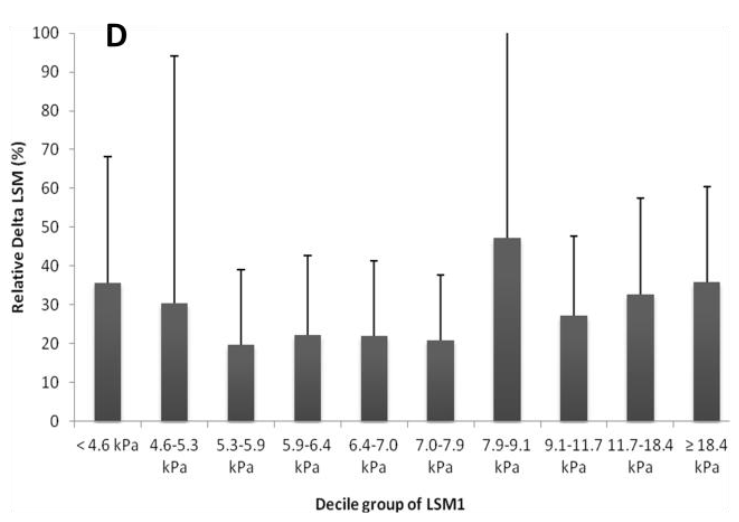 D
Relative Delta LSM (%)
100
90
80
70
60
50
40
30
20
10
0
< 4.6 kPa
4.6-5.3
kPa
5.3-5.9
kPa
5.9-6.4
kPa
6.4-7.0
kPa
7.0-7.9
kPa
7.9-9.1
kPa
9.1-11.7
kPa
11.7-18.4
kPa
≥ 18.4
kPa
Decile group of LSM1